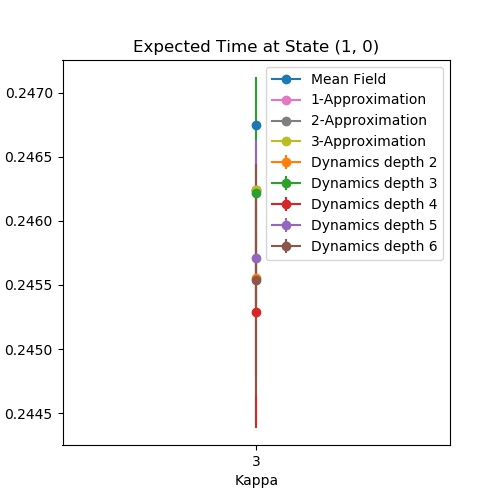 Expected Time at State (1, 0)
0.2470
0.2465
0.2460
0.2455
0.2450
0.2445
Mean Field
1-Approximation
2-Approximation
3-Approximation
Dynamics depth 2
Dynamics depth 3
Dynamics depth 4
Dynamics depth 5
Dynamics depth 6
3
Kappa